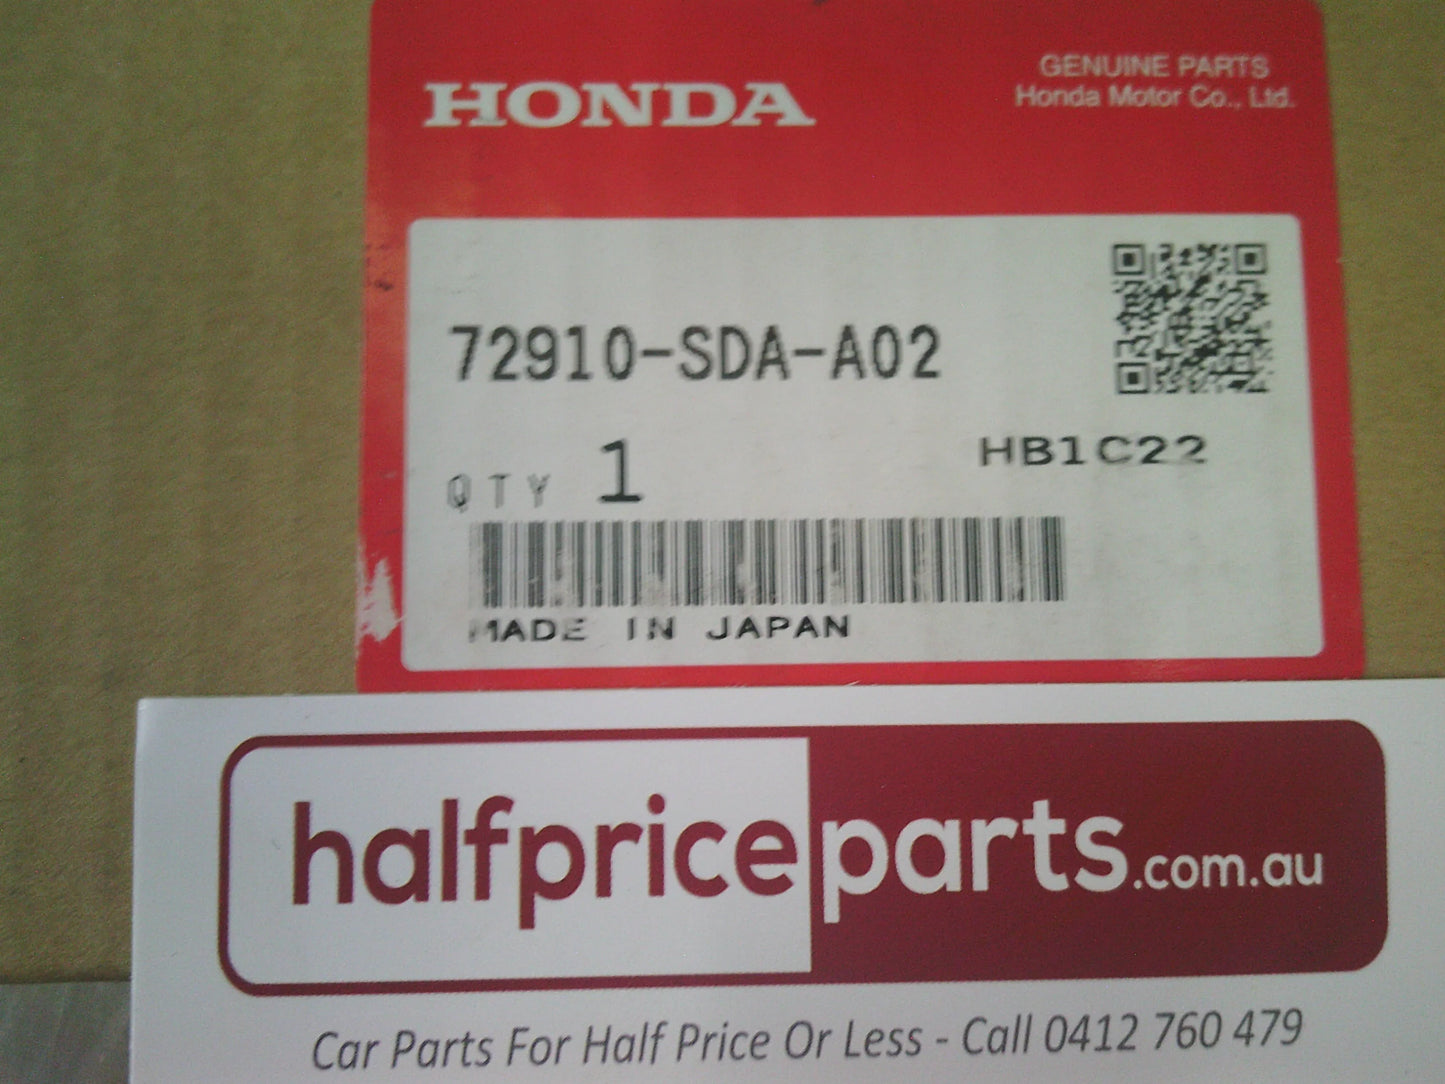 HONDA
GENUINE PARTS
Honda Motor Co., Ltd.
72910-SDA-A02
QTY 1
HB1C22
MADE IN JAPAN
halfpriceparts.com.au
Car Parts For Half Price Or Less - Call 0412 760 479